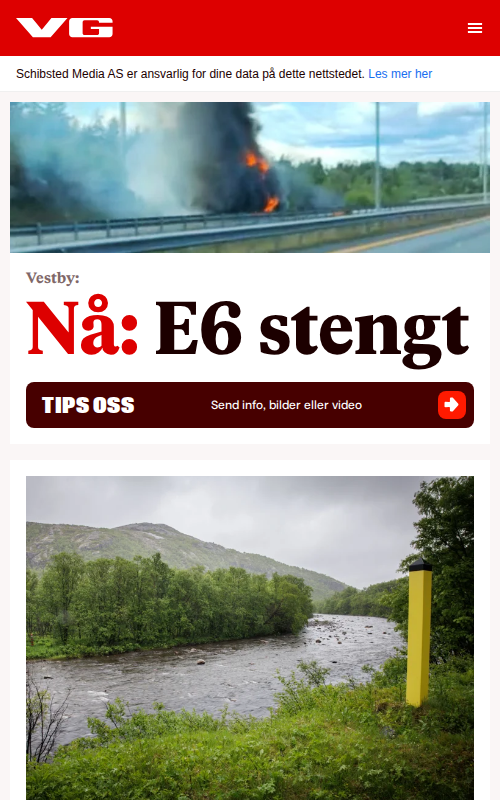 VG
Schibsted Media AS er ansvarlig for dine data på dette nettstedet. Les mer her
Vestby:
Nå: E6 stengt
TIPS OSS
Send info, bilder eller video